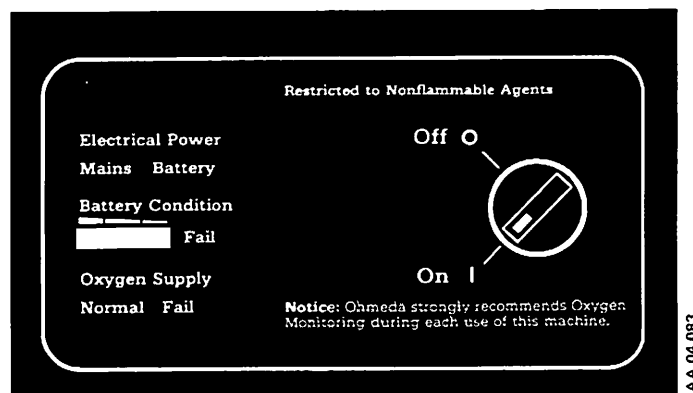 Restricted to Nonflammable Agents
Electrical Power
Mains Battery
Off O
Battery Condition
Fail
Oxygen Supply
Normal Fail
On I
Notice: Ohmeda strongly recommends Oxygen
Monitoring during each use of this machine.
AA 04 083